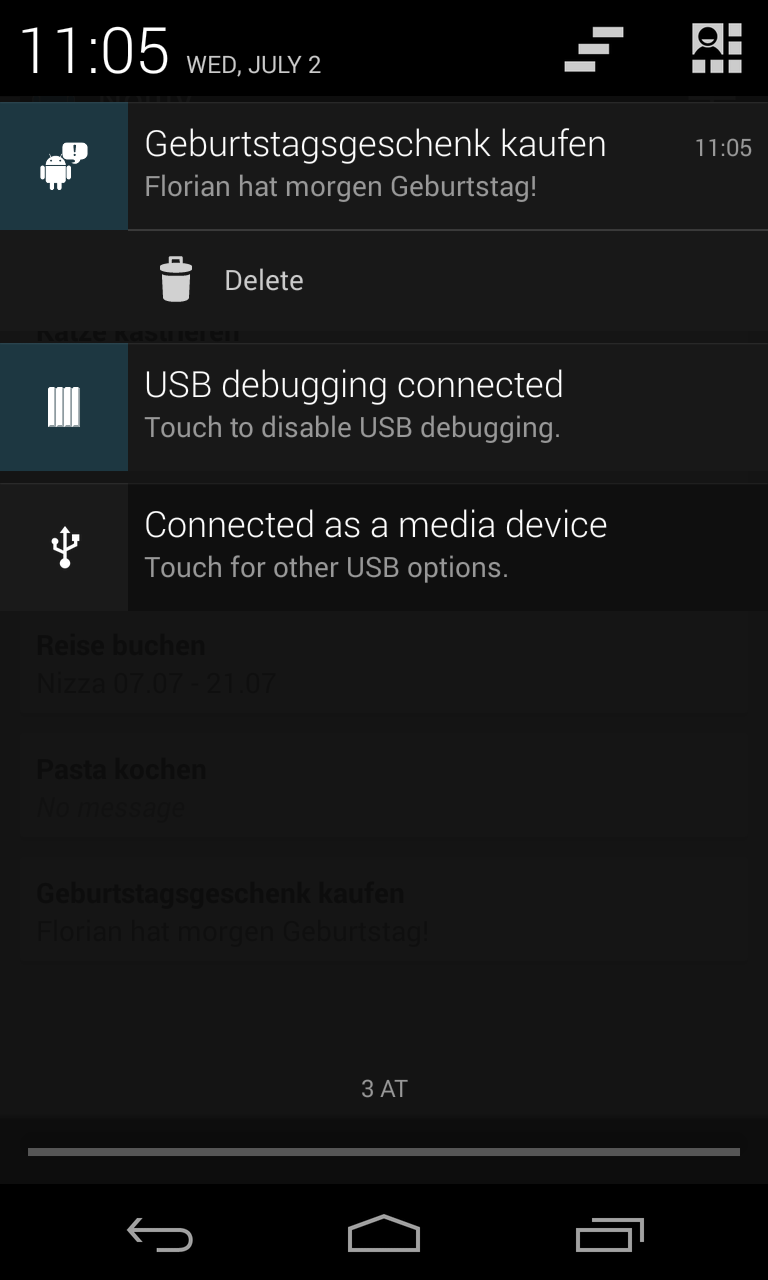 11:05 WED, JULY 2
Geburtstagsgeschenk kaufen 11:05
Florian hat morgen Geburtstag!
Delete
Katze kastrieren
USB debugging connected
Touch to disable USB debugging.
Connected as a media device
Touch for other USB options.
Reise buchen
Nizza 07.07 - 21.07
Pasta kochen
No message
Geburtstagsgeschenk kaufen
Florian hat morgen Geburtstag!
3 AT